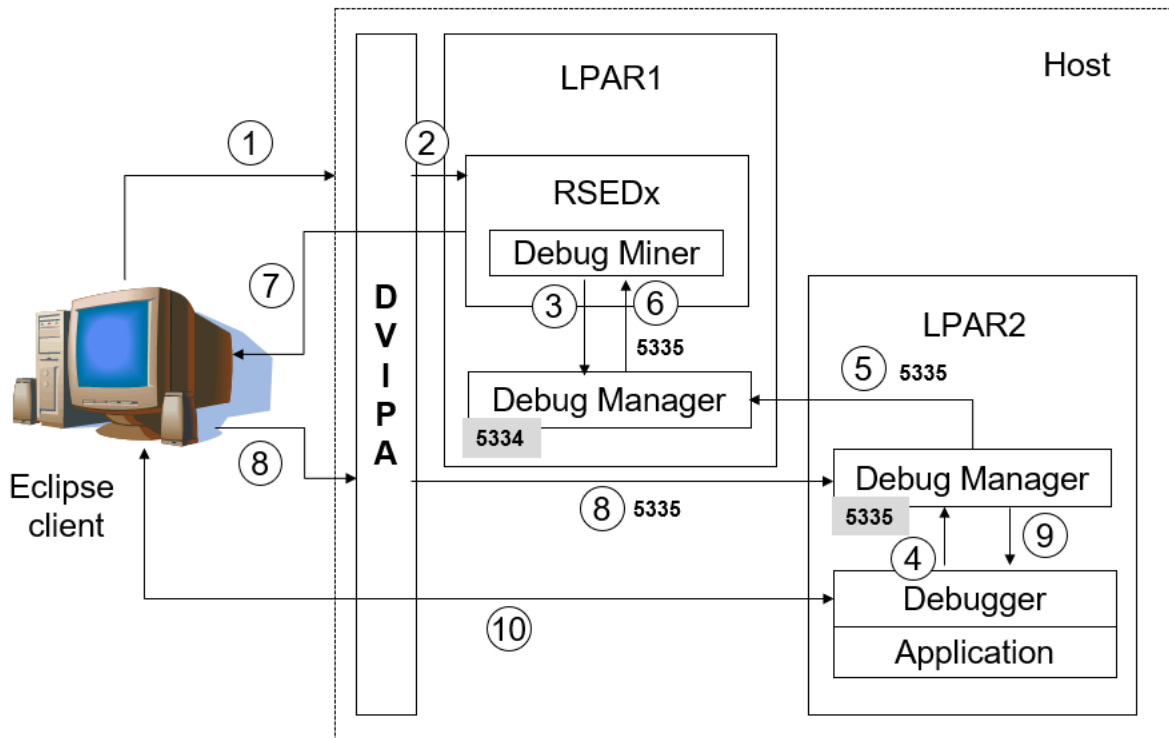 Host
LPAR1
1
2
RSEDx
Debug Miner
7
3
6
5335
DVIPA
LPAR2
5
5335
Debug Manager
5334
8
Eclipse
client
8
5335
Debug Manager
5335
4
9
Debugger
10
Application